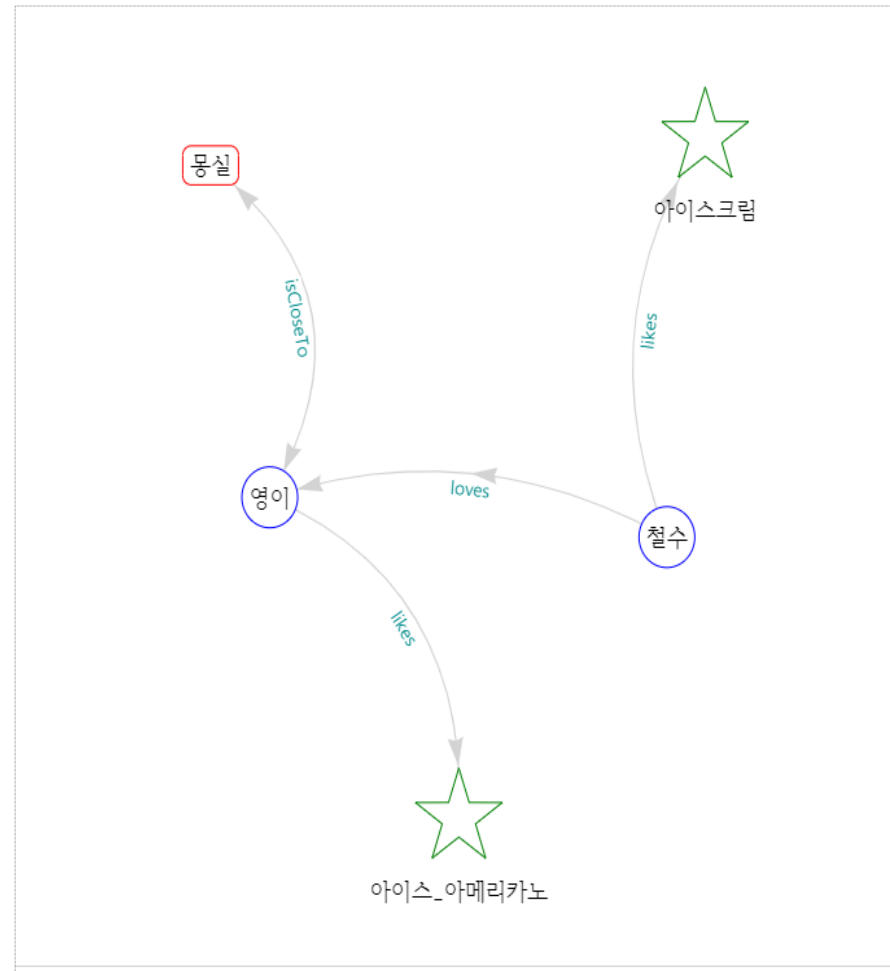 몽실
아이스크림
isCloseTo
likes
영이
loves
철수
likes
아이스_아메리카노